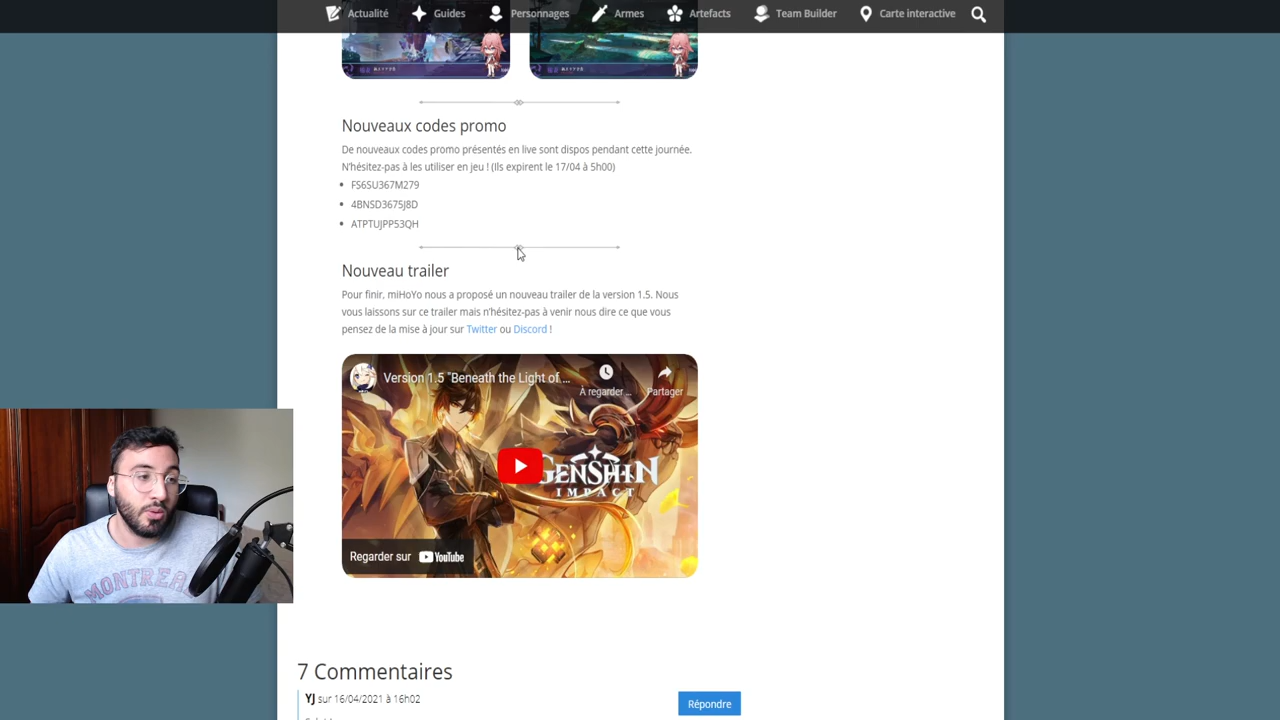 Actualité
Guides
Personnages
Armes
Artefacts
Team Builder
Carte interactive
Nouveaux codes promo
De nouveaux codes promo présentés en live sont dispos pendant cette journée.
N'hésitez-pas à les utiliser en jeu ! (Ils expirent le 17/04 à 5h00)
FS6SU367M279
4BNSD3675J8D
ATPTUJPP53QH
Nouveau trailer
Pour finir, miHoYo nous a proposé un nouveau trailer de la version 1.5. Nous
vous laissons sur ce trailer mais n'hésitez-pas à venir nous dire ce que vous
pensez de la mise à jour sur Twitter ou Discord !
Version 1.5 "Beneath the Light of ...
À regarder ...
Partager
GENSHIN
IMPACT
Regarder sur YouTube
MONTREA
7 Commentaires
YJ sur 16/04/2021 à 16h02
Répondre